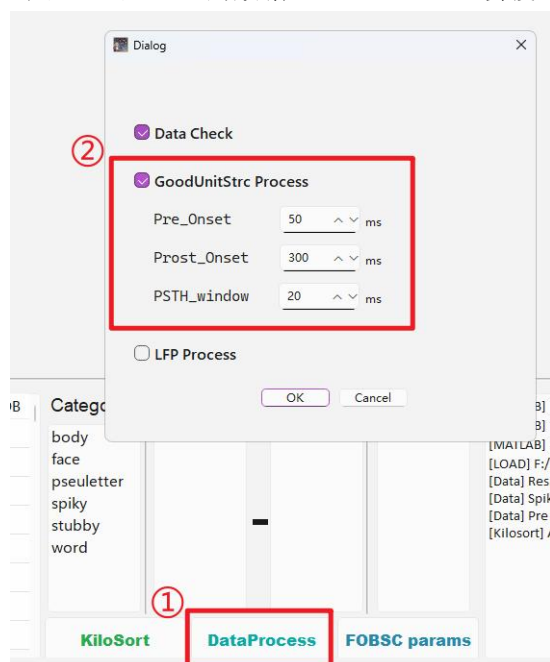 Dialog
Data Check
②
GoodUnitStrc Process
Pre_Onset 50 ms
Prost_Onset 300 ms
PSTH_window 20 ms
LFP Process
OK Cancel
Catego
body
face
pseuletter
spiky
stubby
word
[MATLAB]
[LOAD] F:/
[Data] Res
[Data] Spik
[Data] Pre
[Kilosort]
①
KiloSort DataProcess FOBSC params